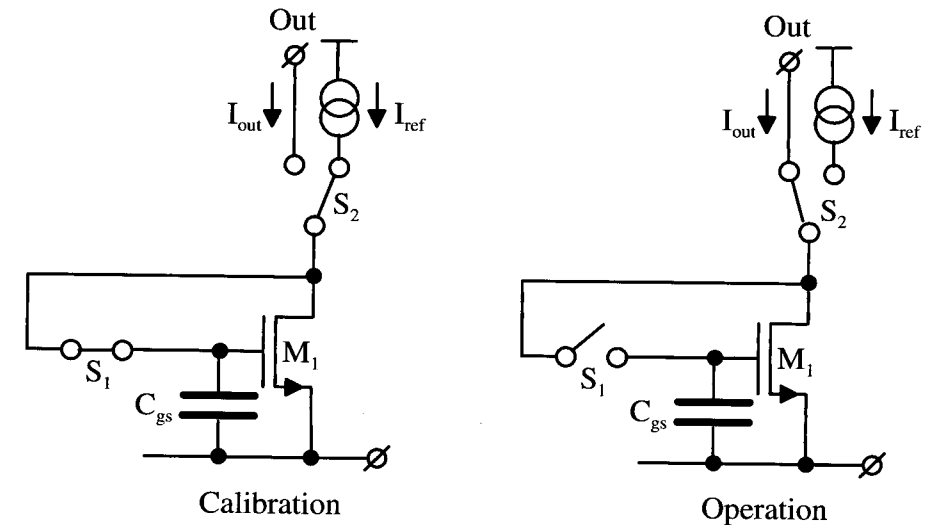 Out
I_out
I_ref
S_2
S_1
M_1
C_gs
Calibration
Out
I_out
I_ref
S_2
S_1
M_1
C_gs
Operation